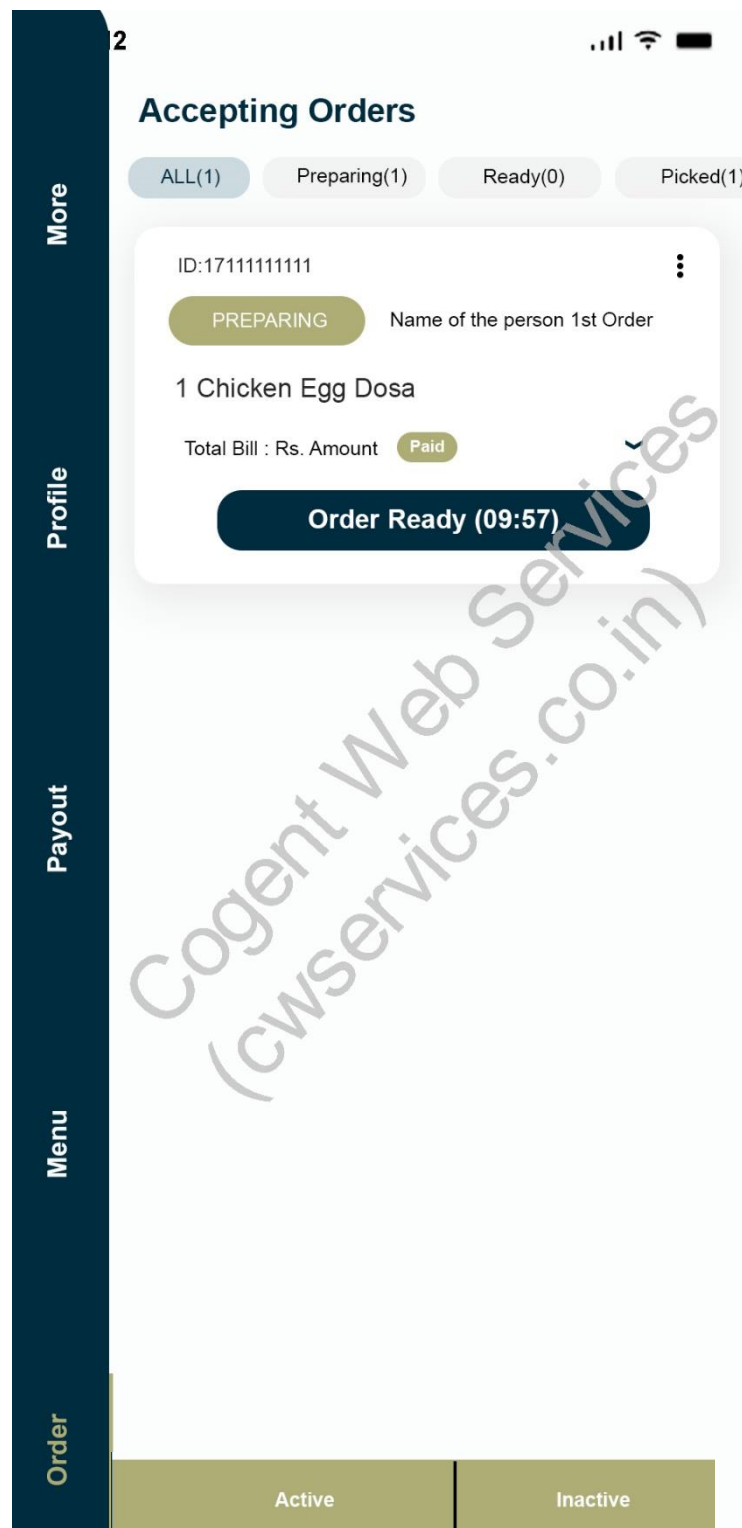 12
Accepting Orders
ALL(1) Preparing(1) Ready(0) Picked(1)
ID:17111111111
PREPARING Name of the person 1st Order
1 Chicken Egg Dosa
Total Bill : Rs. Amount Paid
Order Ready (09:57)
More
Profile
Payout
Menu
Order
Active Inactive
Cogent Web Services
(cwservices.co.in)